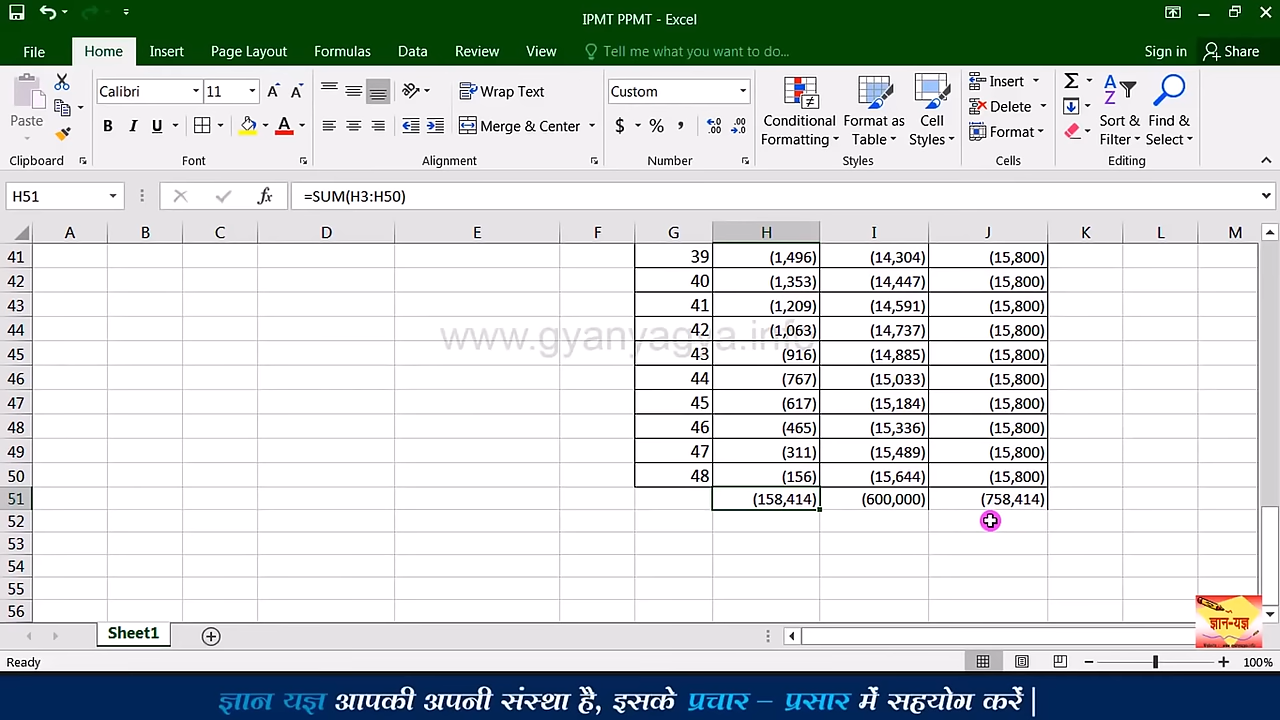 IPMT PPMT - Excel
File Home Insert Page Layout Formulas Data Review View Tell me what you want to do... Sign in Share
Calibri 11 Wrap Text Custom Insert
Paste B I U Merge & Center $ % , Conditional Formatting Format as Table Cell Styles Delete Format Sort & Filter Find & Select
Clipboard Font Alignment Number Styles Cells Editing
H51 fx =SUM(H3:H50)
A B C D E F G H I J K L M
41 39 (1,496) (14,304) (15,800)
42 40 (1,353) (14,447) (15,800)
43 41 (1,209) (14,591) (15,800)
44 42 (1,063) (14,737) (15,800)
www.gyanyagya.info
45 43 (916) (14,885) (15,800)
46 44 (767) (15,033) (15,800)
47 45 (617) (15,184) (15,800)
48 46 (465) (15,336) (15,800)
49 47 (311) (15,489) (15,800)
50 48 (156) (15,644) (15,800)
51 (158,414) (600,000) (758,414)
52
53
54
55
56
ज्ञान-यज्ञ
Sheet1
Ready 100%
ज्ञान यज्ञ आपकी अपनी संस्था है, इसके प्रचार – प्रसार में सहयोग करें |